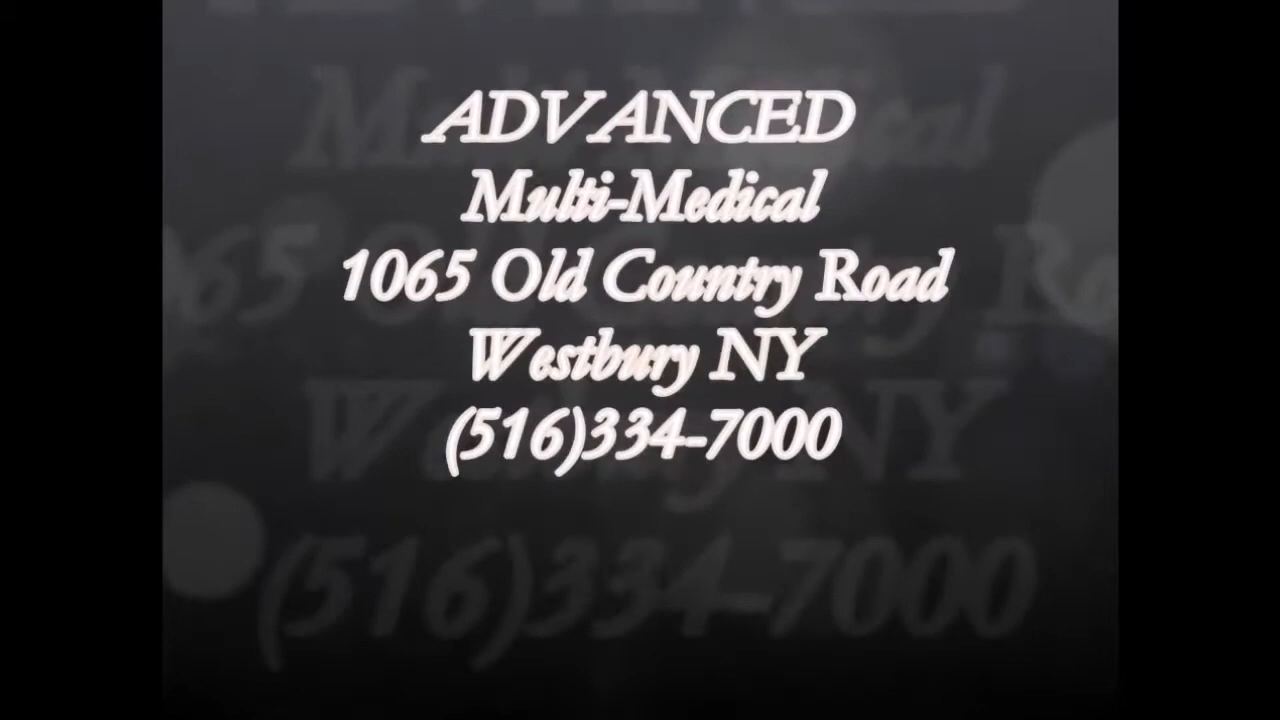 ADVANCED
Multi-Medical
1065 Old Country Road
Westbury NY
(516)334-7000